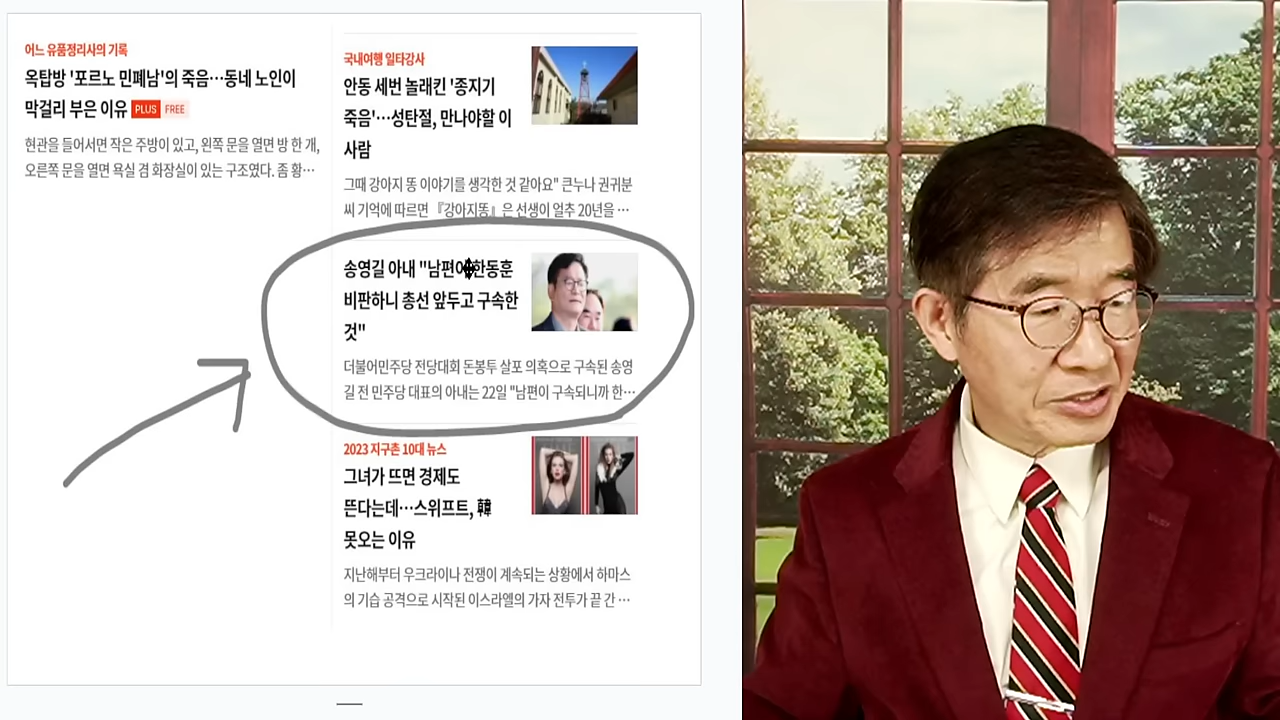 어느 유품정리사의 기록
옥탑방 '포르노 민폐남'의 죽음…동네 노인이
막걸리 부은 이유 PLUS FREE
현관을 들어서면 작은 주방이 있고, 왼쪽 문을 열면 방 한 개,
오른쪽 문을 열면 욕실 겸 화장실이 있는 구조였다. 좀 황…
국내여행 일타강사
안동 세번 놀래킨 '종지기
죽음'…성탄절, 만나야할 이
사람
그때 강아지 똥 이야기를 생각한 것 같아요" 큰누나 권귀분
씨 기억에 따르면 『강아지똥』은 선생이 얼추 20년을 …
송영길 아내 "남편이 한동훈
비판하니 총선 앞두고 구속한
것"
더불어민주당 전당대회 돈봉투 살포 의혹으로 구속된 송영
길 전 민주당 대표의 아내는 22일 "남편이 구속되니까 한…
2023 지구촌 10대 뉴스
그녀가 뜨면 경제도
뜬다는데…스위프트, 韓
못오는 이유
지난해부터 우크라이나 전쟁이 계속되는 상황에서 하마스
의 기습 공격으로 시작된 이스라엘의 가자 전투가 끝 간 …